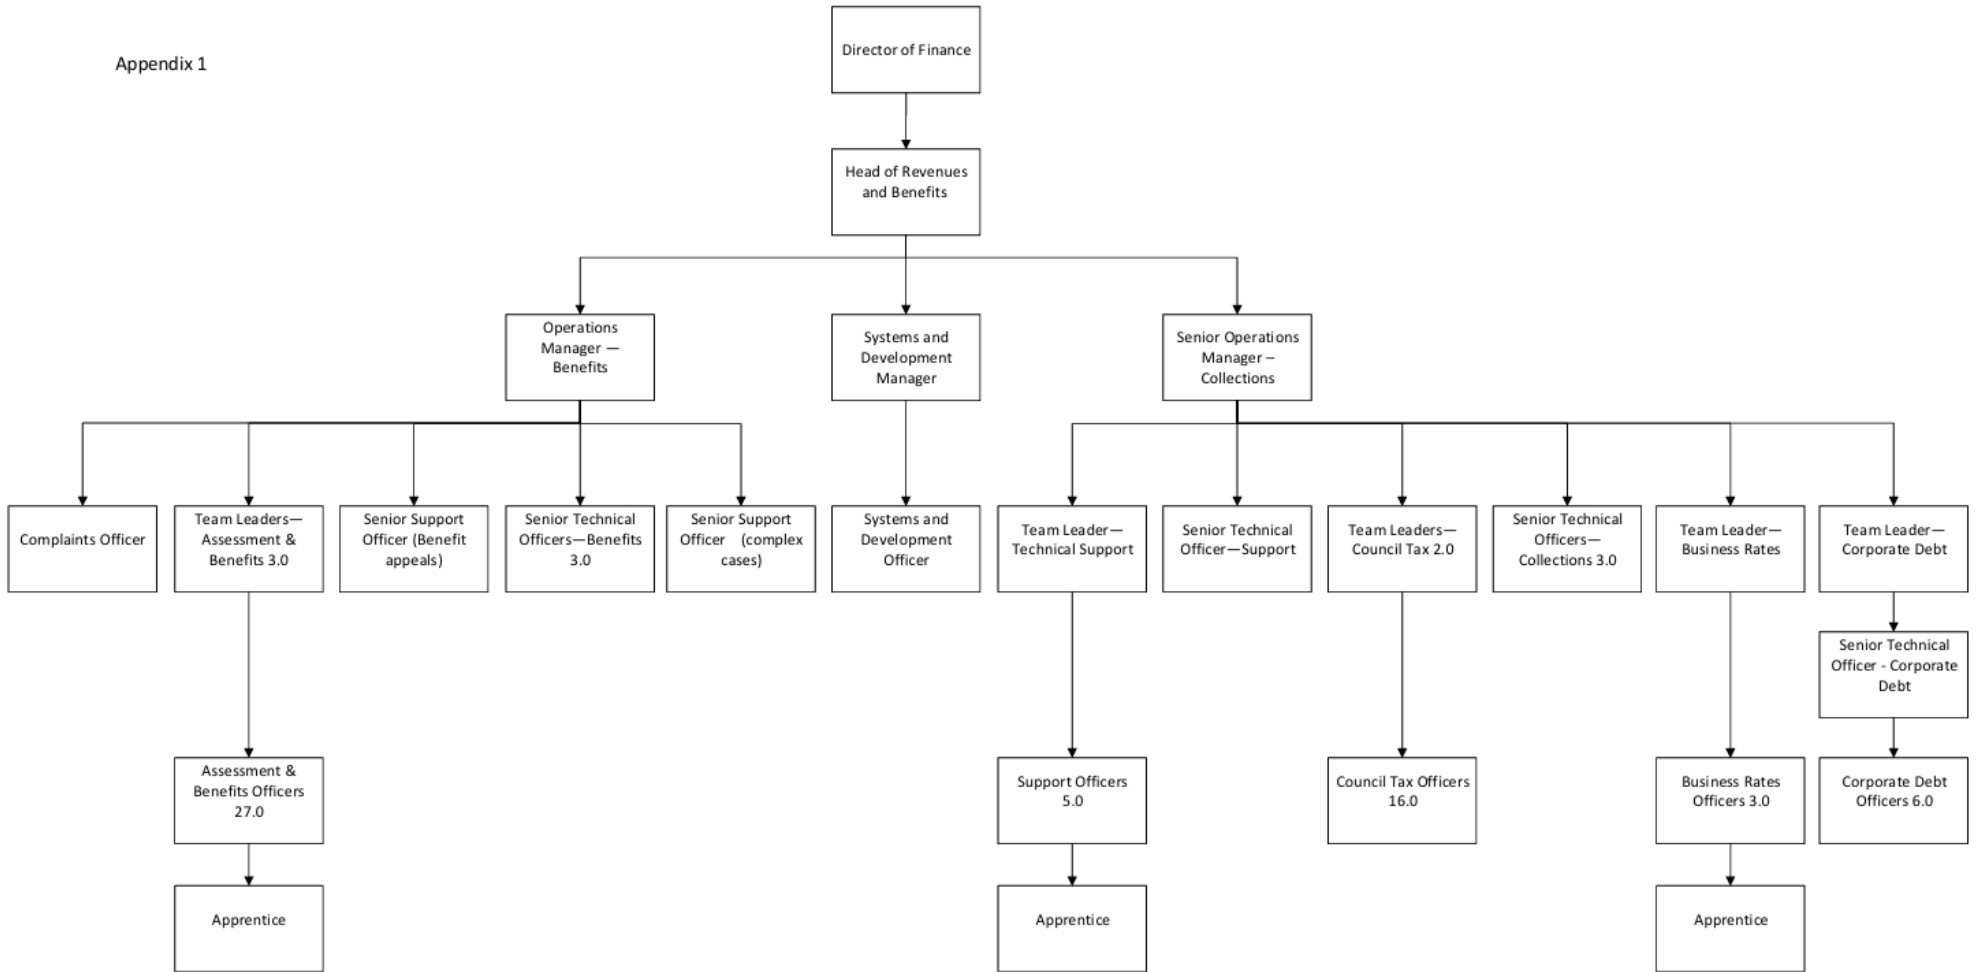 Appendix 1
Director of Finance
Head of Revenues
and Benefits
Operations
Manager —
Benefits
Systems and
Development
Manager
Senior Operations
Manager –
Collections
Complaints Officer
Team Leaders—
Assessment &
Benefits 3.0
Senior Support
Officer (Benefit
appeals)
Senior Technical
Officers—Benefits
3.0
Senior Support
Officer (complex
cases)
Systems and
Development
Officer
Team Leader—
Technical Support
Senior Technical
Officer—Support
Team Leaders—
Council Tax 2.0
Senior Technical
Officers—
Collections 3.0
Team Leader—
Business Rates
Team Leader—
Corporate Debt
Senior Technical
Officer - Corporate
Debt
Assessment &
Benefits Officers
27.0
Support Officers
5.0
Council Tax Officers
16.0
Business Rates
Officers 3.0
Corporate Debt
Officers 6.0
Apprentice
Apprentice
Apprentice